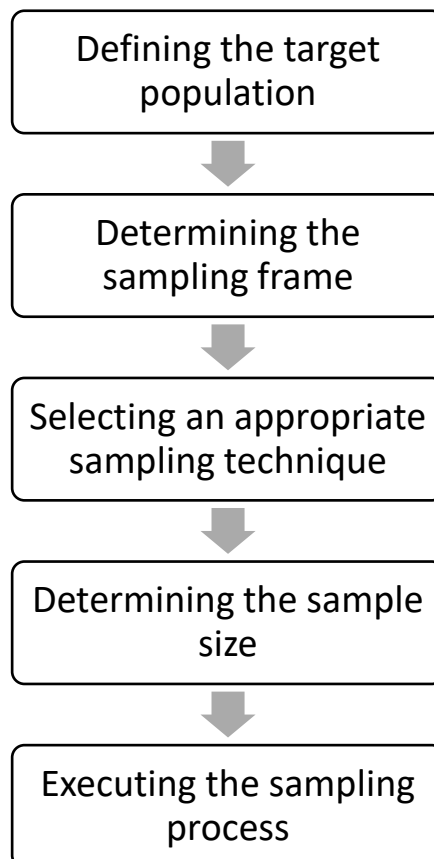 Defining the target
population
Determining the
sampling frame
Selecting an appropriate
sampling technique
Determining the sample
size
Executing the sampling
process